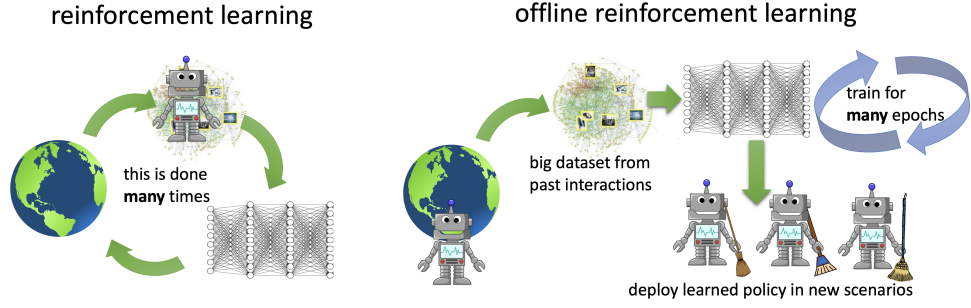 reinforcement learning
offline reinforcement learning
this is done
many times
big dataset from
past interactions
train for
many epochs
deploy learned policy in new scenarios